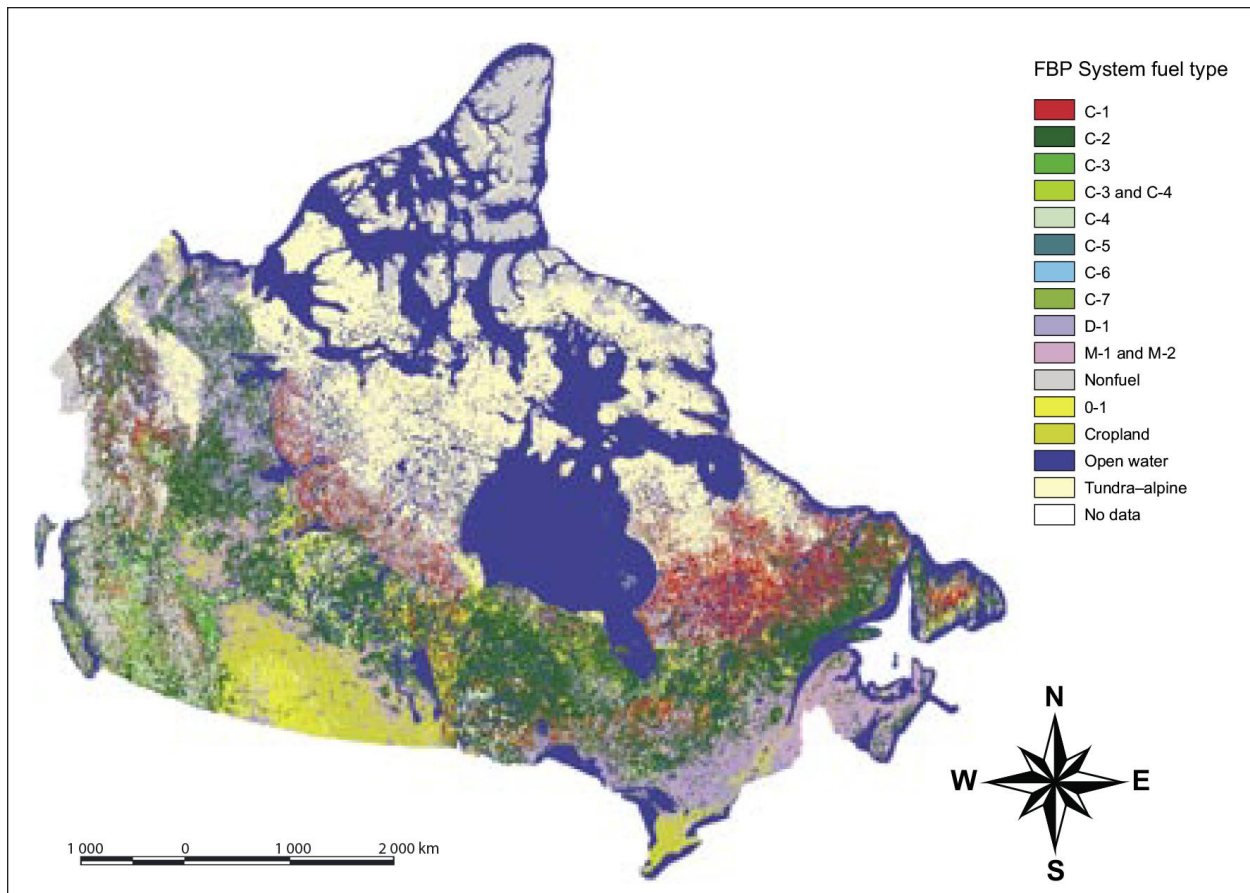 FBP System fuel type
C-1
C-2
C-3
C-3 and C-4
C-4
C-5
C-6
C-7
D-1
M-1 and M-2
Nonfuel
0-1
Cropland
Open water
Tundra–alpine
No data
N
W E
S
1 000 0 1 000 2 000 km